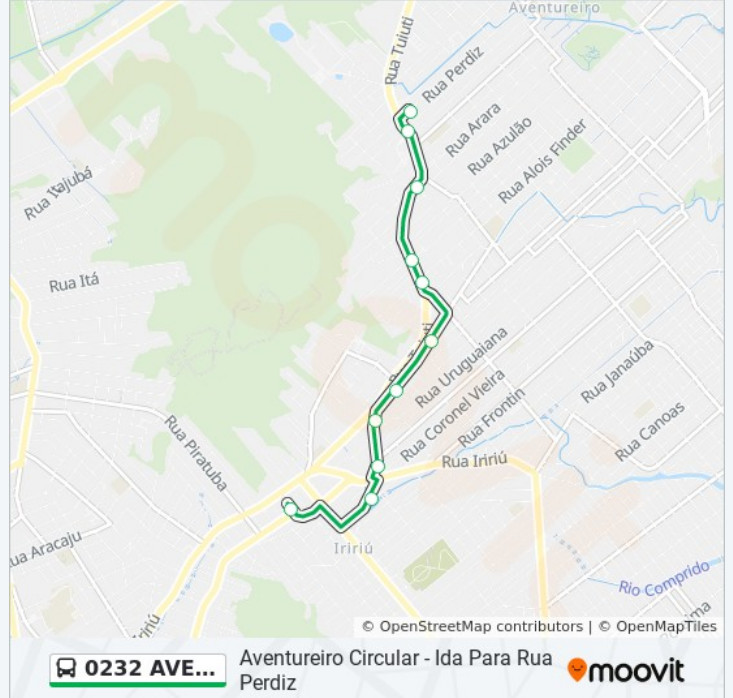 Aventureiro
Rua Tuiuti
Rua Perdiz
Rua Arara
Rua Azulão
Rua Alois Finder
Rua Itajubá
Rua Itá
Rua Uruguaiana
Rua Coronel Vieira
Rua Frontin
Rua Janaúba
Rua Canoas
Rua Piratuba
Rua Iririú
Rua Aracaju
Iririú
Rio Comprido
© OpenStreetMap contributors | © OpenMapTiles
0232 AVE...
Aventureiro Circular - Ida Para Rua
Perdiz
moovit